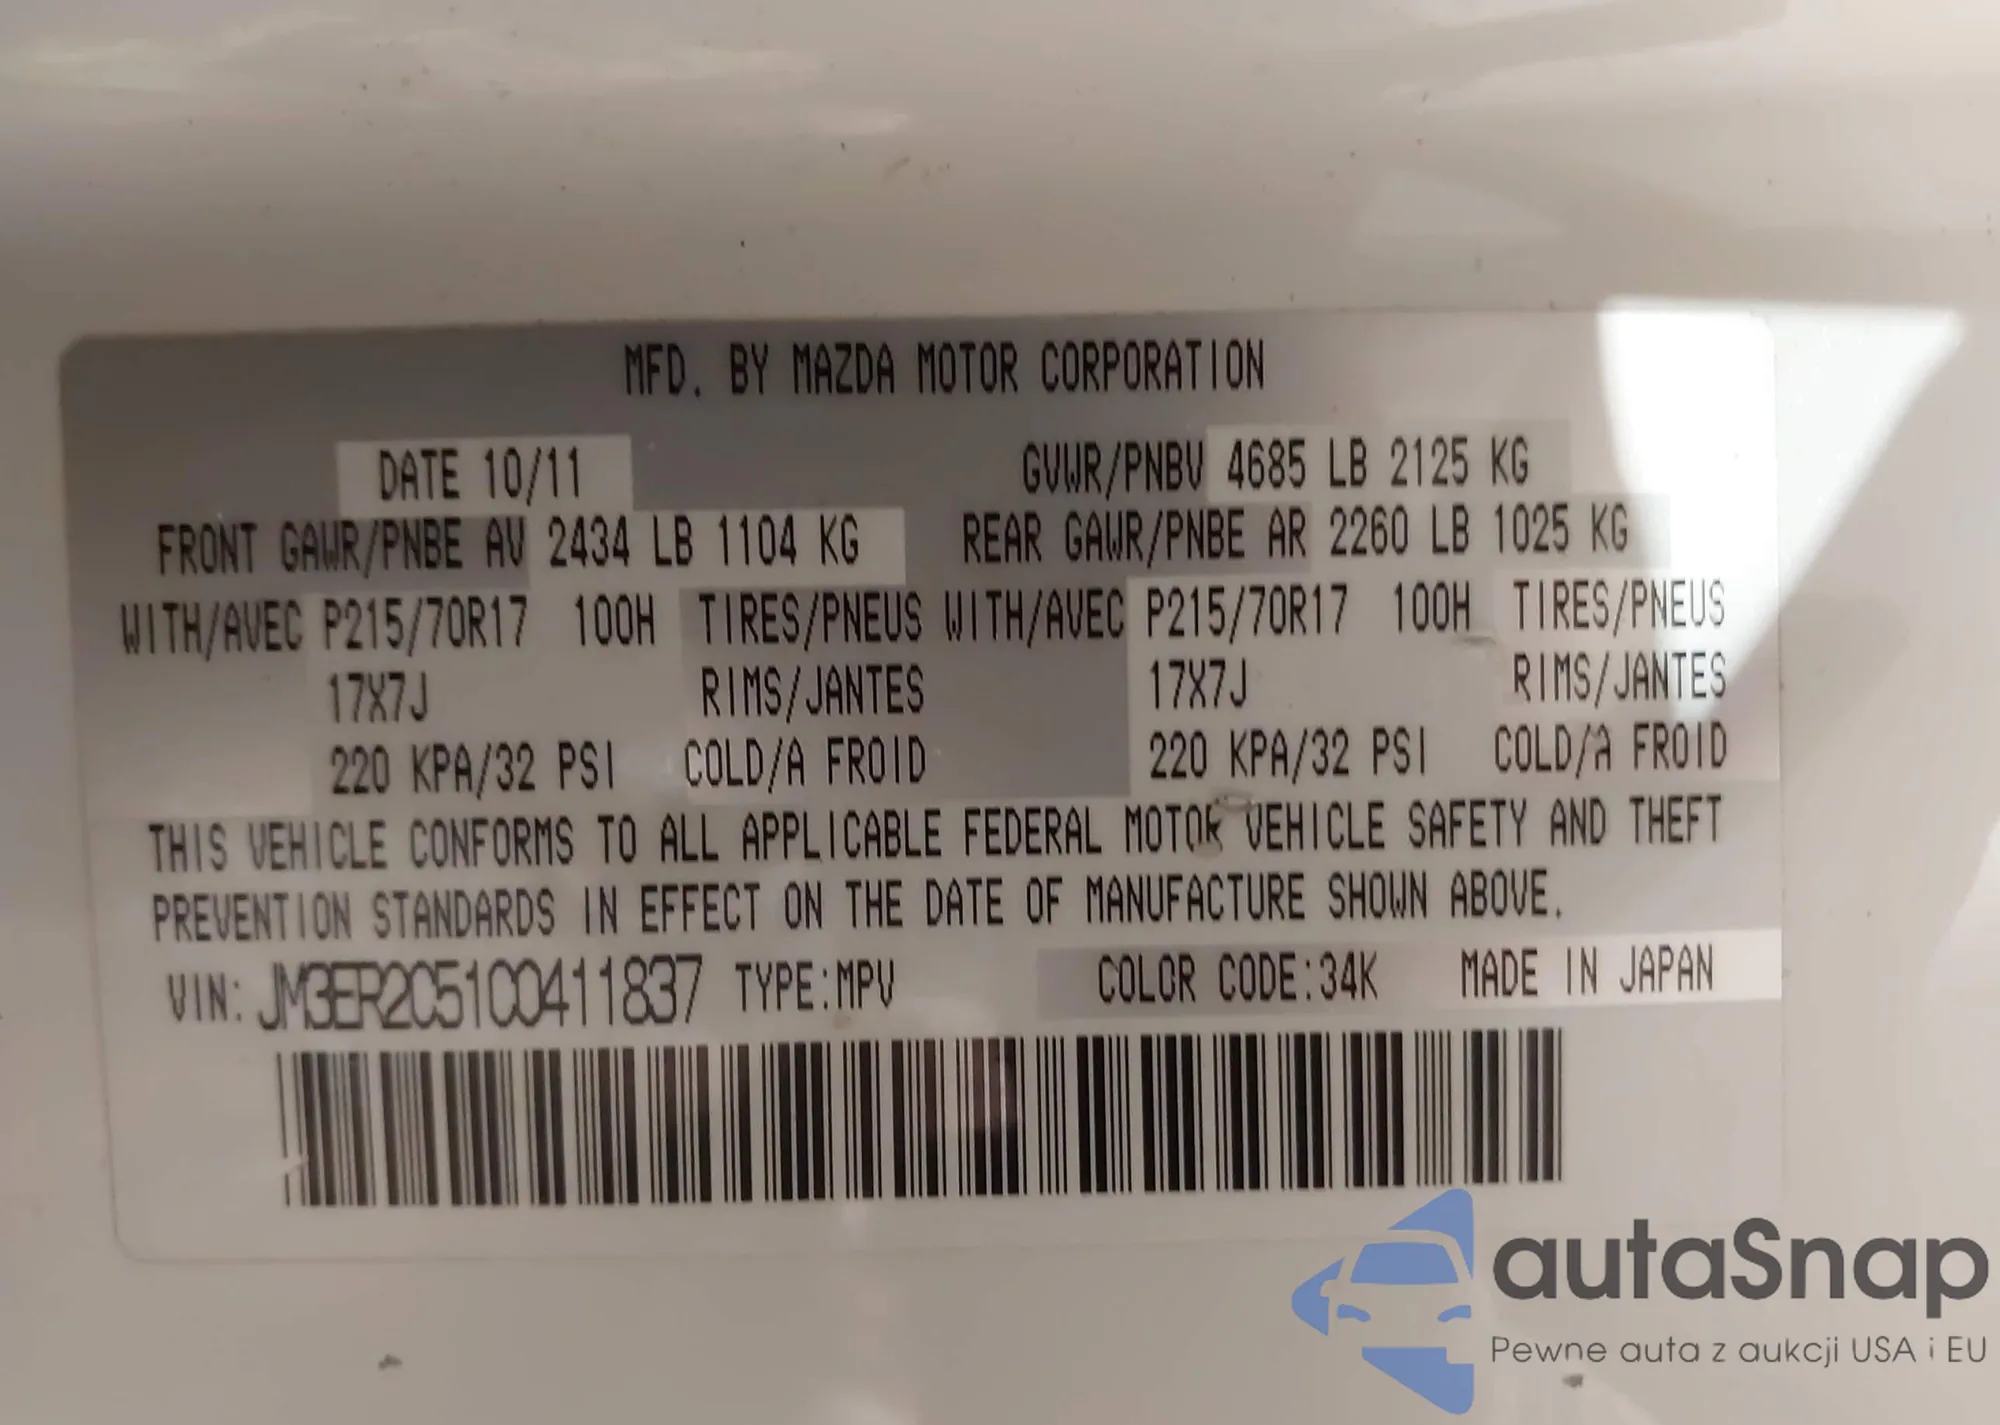 MFD. BY MAZDA MOTOR CORPORATION
DATE 10/11 GVWR/PNBV 4685 LB 2125 KG
FRONT GAWR/PNBE AV 2434 LB 1104 KG REAR GAWR/PNBE AR 2260 LB 1025 KG
WITH/AVEC P215/70R17 100H TIRES/PNEUS WITH/AVEC P215/70R17 100H TIRES/PNEUS
17X7J RIMS/JANTES 17X7J RIMS/JANTES
220 KPA/32 PSI COLD/A FROID 220 KPA/32 PSI COLD/A FROID
THIS VEHICLE CONFORMS TO ALL APPLICABLE FEDERAL MOTOR VEHICLE SAFETY AND THEFT
PREVENTION STANDARDS IN EFFECT ON THE DATE OF MANUFACTURE SHOWN ABOVE.
VIN: JM3ER2C51C0411837 TYPE:MPV COLOR CODE:34K MADE IN JAPAN
autaSnap
Pewne auta z aukcji USA i EU